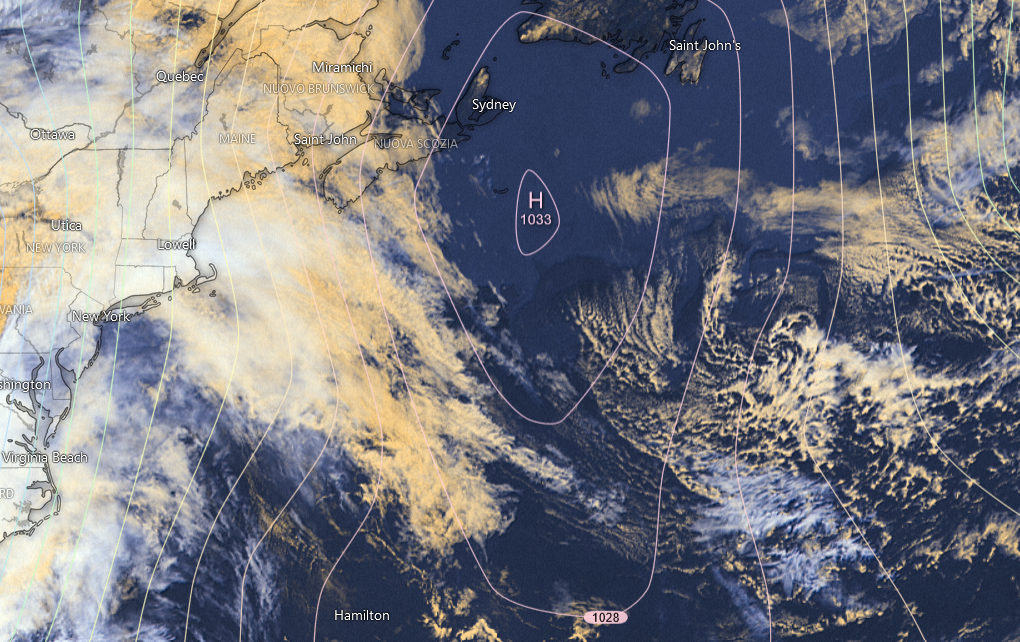 Saint John's
Miramichi
Quebec
NUOVO BRUNSWICK
Sydney
Ottawa
MAINE
Saint John
NUOVA SCOZIA
H
1033
Utica
NEW YORK
Lowell
VANIA
New York
shington
Virginia Beach
RD
Hamilton
1028